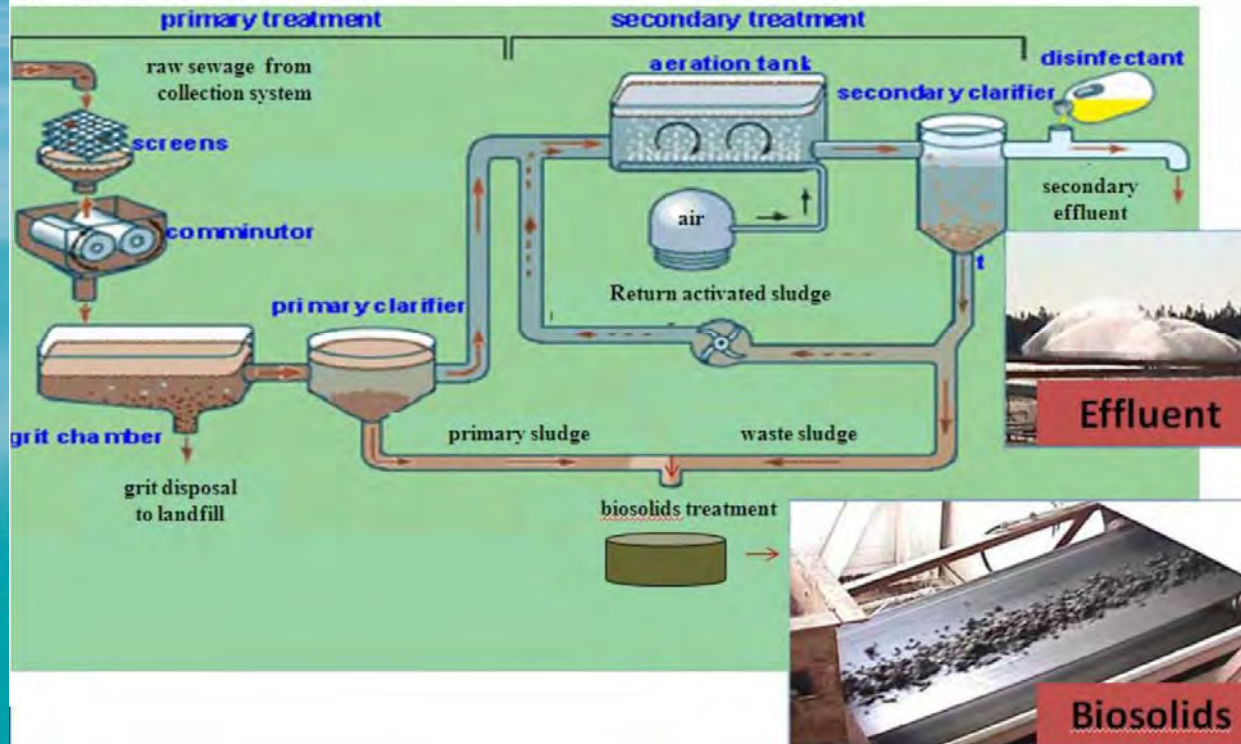 primary treatment
secondary treatment
raw sewage from
collection system
screens
comminutor
grit chamber
grit disposal
to landfill
primary clarifier
primary sludge
aeration tank
air
Return activated sludge
secondary clarifier
disinfectant
secondary
effluent
t
waste sludge
biosolids treatment
Effluent
Biosolids